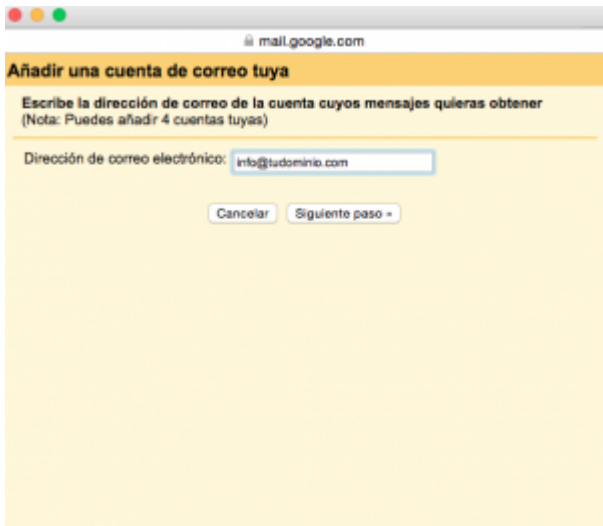 mail.google.com
Añadir una cuenta de correo tuya
Escribe la dirección de correo de la cuenta cuyos mensajes quieras obtener
(Nota: Puedes añadir 4 cuentas tuyas)
Dirección de correo electrónico: info@tudominio.com
Cancelar Siguiente paso »